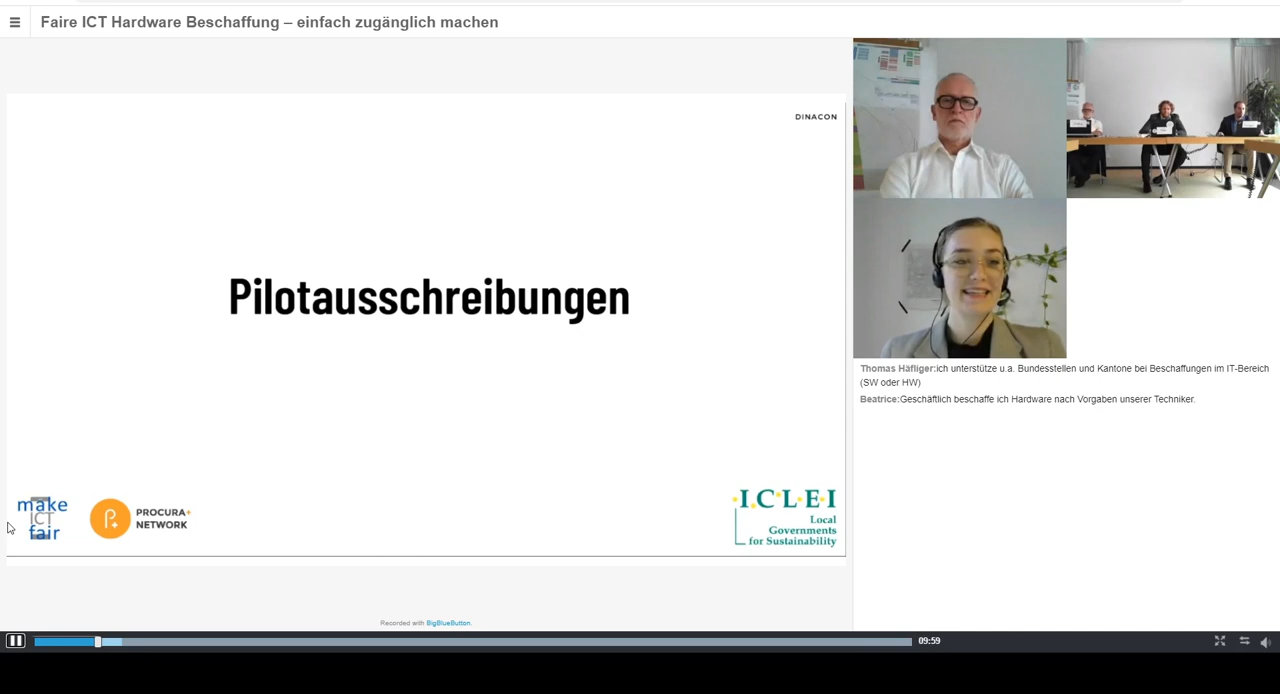 Faire ICT Hardware Beschaffung – einfach zugänglich machen
DINACON
Pilotausschreibungen
make
ICT
fair
PROCURA+
NETWORK
I.C.L.E.I
Local
Governments
for Sustainability
Thomas Häfliger:ich unterstütze u.a. Bundesstellen und Kantone bei Beschaffungen im IT-Bereich
(SW oder HW)
Beatrice:Geschäftlich beschaffe ich Hardware nach Vorgaben unserer Techniker.
Recorded with BigBlueButton.
09:59